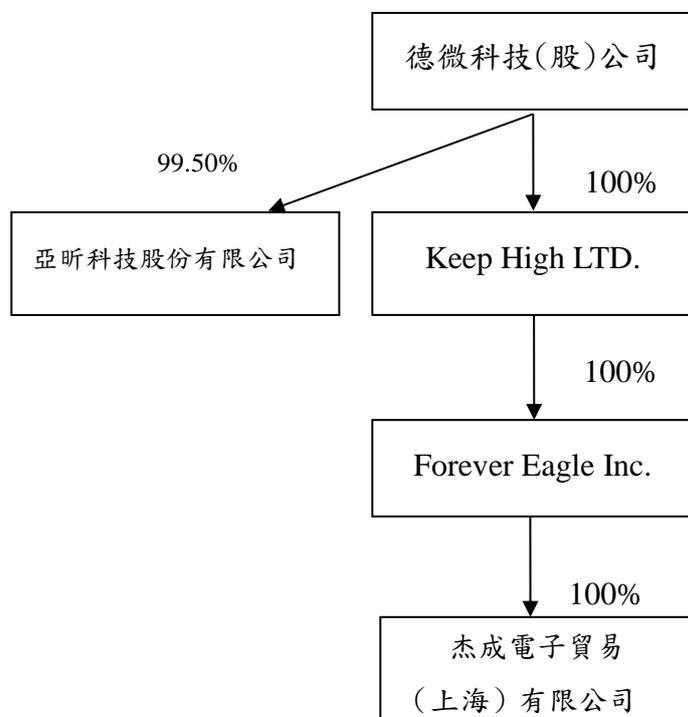 德微科技(股)公司
99.50%
100%
亞昕科技股份有限公司
Keep High LTD.
100%
Forever Eagle Inc.
100%
杰成電子貿易
（上海）有限公司